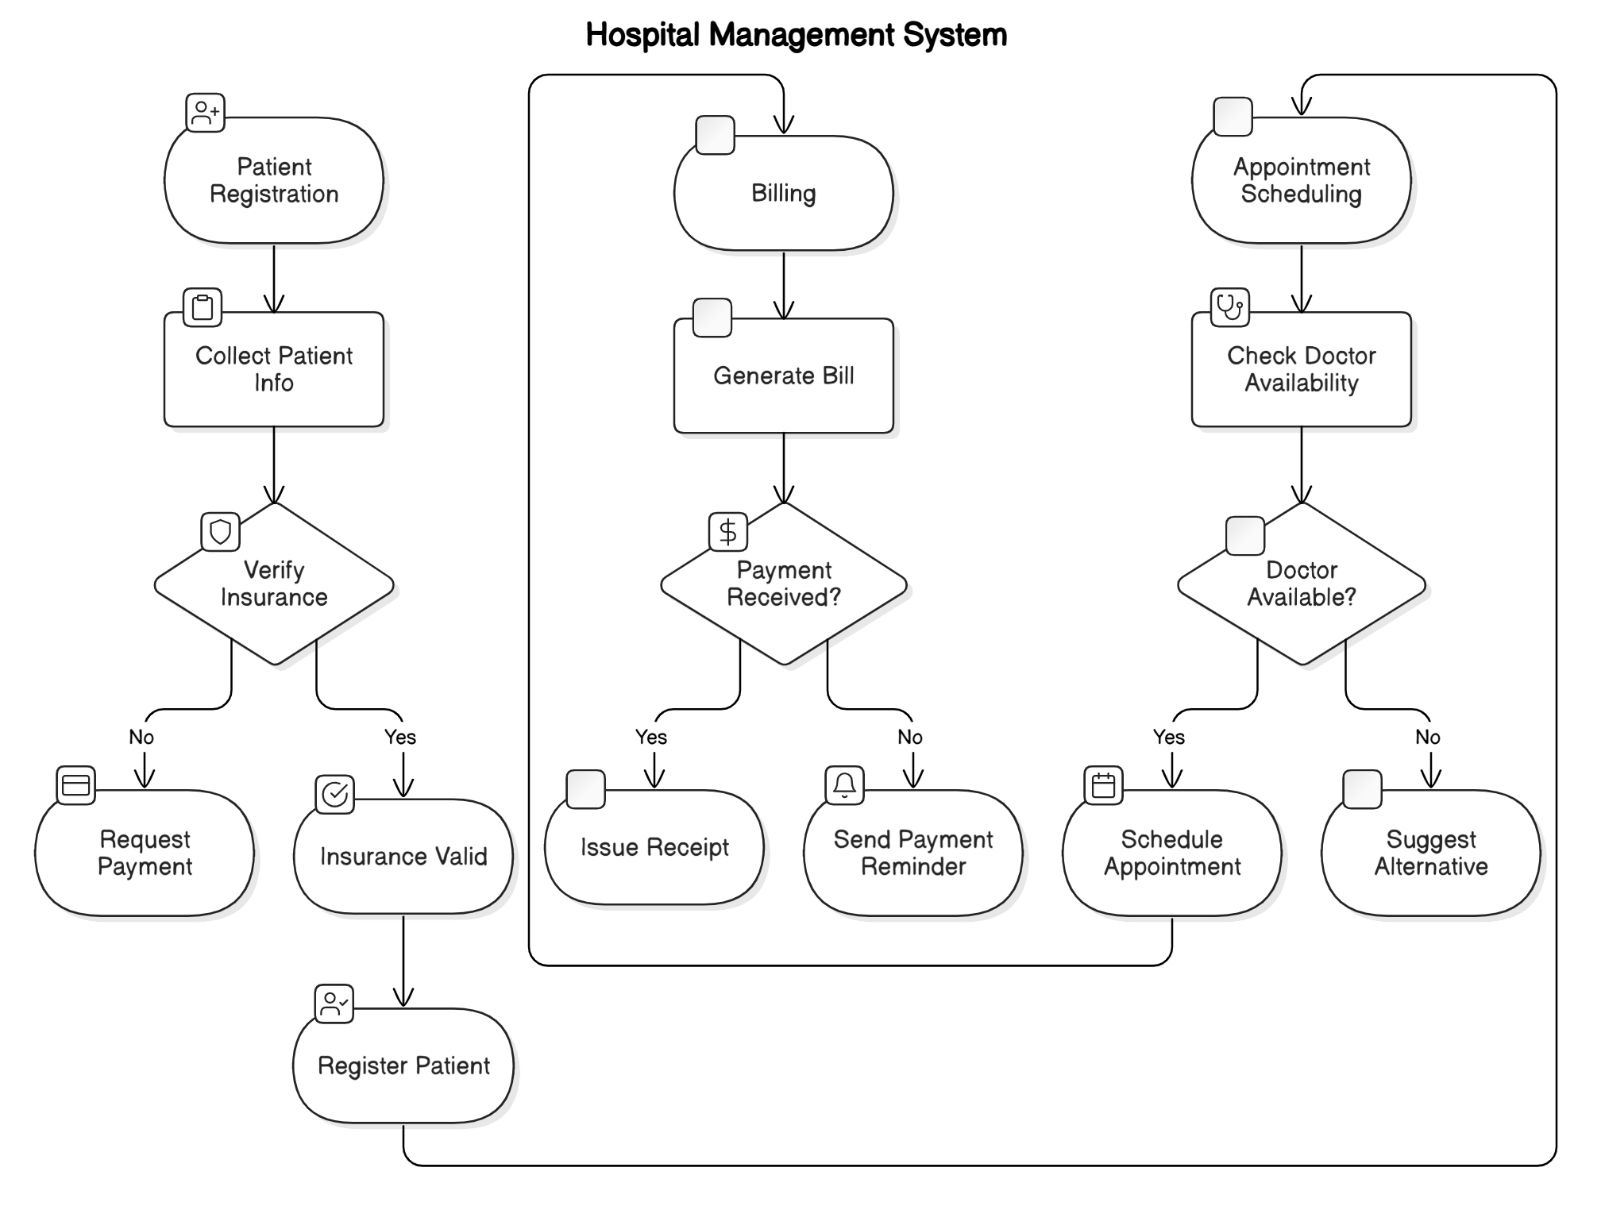 Hospital Management System
Patient
Registration
Collect Patient
Info
Verify
Insurance
No
Yes
Request
Payment
Insurance Valid
Register Patient
Billing
Generate Bill
$
Payment
Received?
Yes
No
Issue Receipt
Send Payment
Reminder
Appointment
Scheduling
Check Doctor
Availability
Doctor
Available?
Yes
No
Schedule
Appointment
Suggest
Alternative